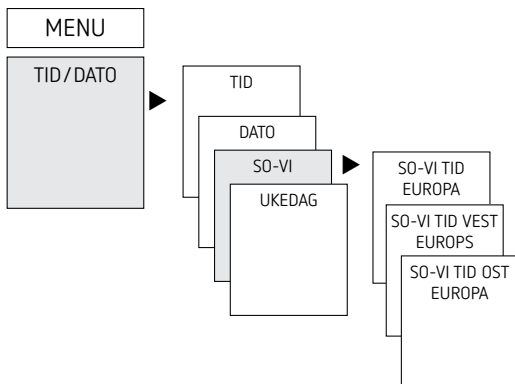 MENU
TID/DATO
TID
DATO
SO-VI
UKEDAG
SO-VI TID
EUROPA
SO-VI TID VEST
EUROPS
SO-VI TID OST
EUROPA